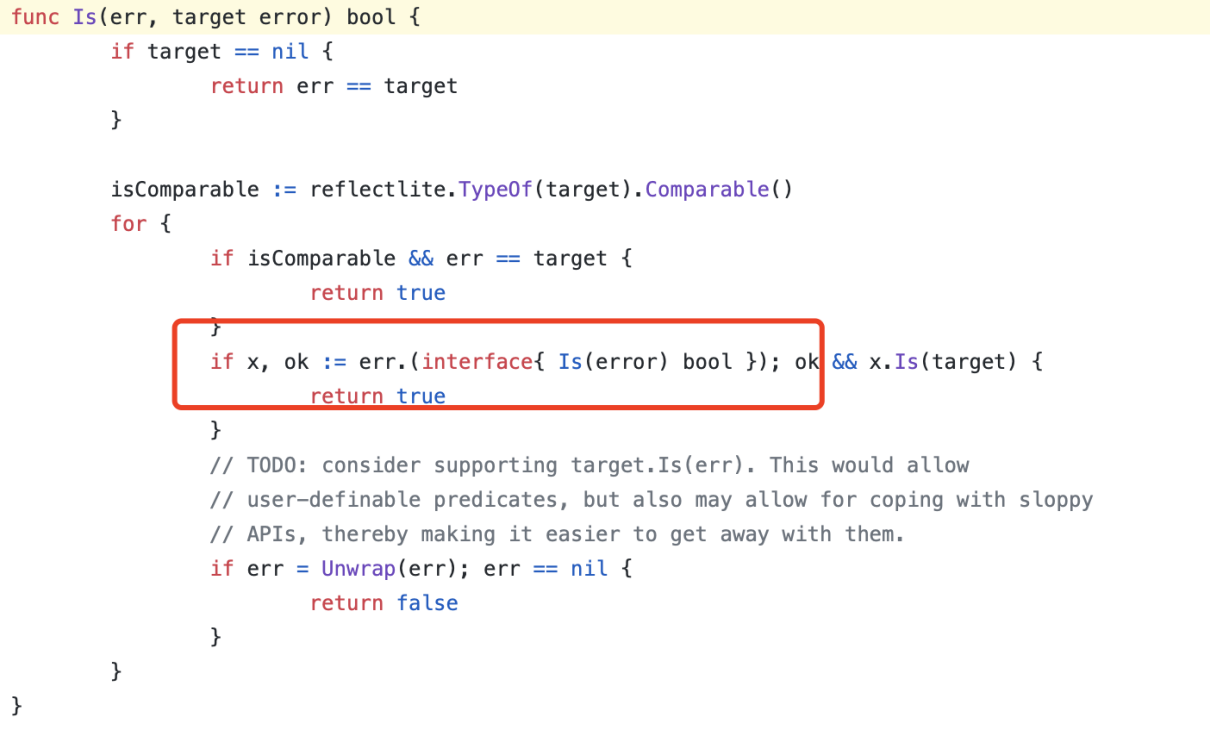 func Is(err, target error) bool {
        if target == nil {
                return err == target
        }

        isComparable := reflectlite.TypeOf(target).Comparable()
        for {
                if isComparable && err == target {
                        return true
                }
                if x, ok := err.(interface{ Is(error) bool }); ok && x.Is(target) {
                        return true
                }
                // TODO: consider supporting target.Is(err). This would allow
                // user-definable predicates, but also may allow for coping with sloppy
                // APIs, thereby making it easier to get away with them.
                if err = Unwrap(err); err == nil {
                        return false
                }
        }
}